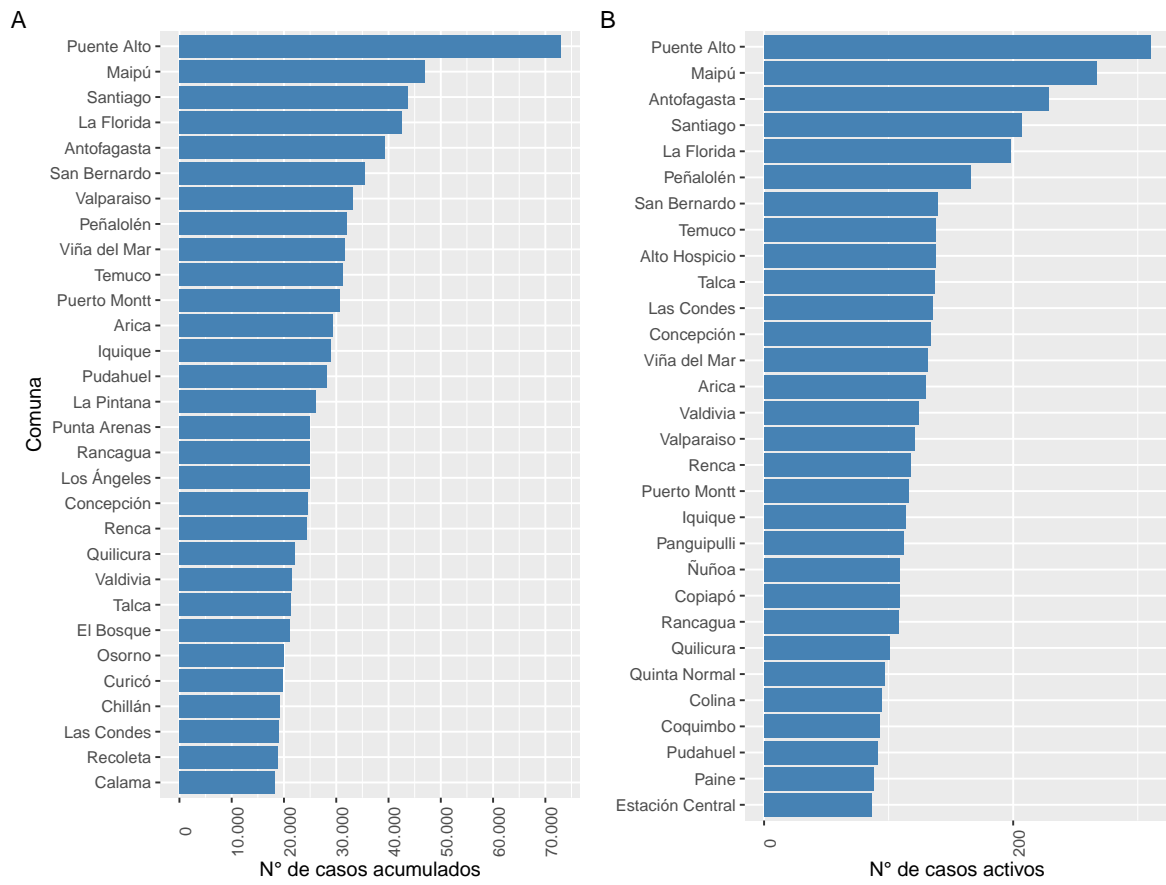 A
Puente Alto
Maipú
Santiago
La Florida
Antofagasta
San Bernardo
Valparaiso
Peñalolén
Viña del Mar
Temuco
Puerto Montt
Arica
Iquique
Pudahuel
La Pintana
Punta Arenas
Rancagua
Los Ángeles
Concepción
Renca
Quilicura
Valdivia
Talca
El Bosque
Osorno
Curicó
Chillán
Las Condes
Recoleta
Calama
Comuna
0
10.000
20.000
30.000
40.000
50.000
60.000
70.000
N° de casos acumulados
B
Puente Alto
Maipú
Antofagasta
Santiago
La Florida
Peñalolén
San Bernardo
Temuco
Alto Hospicio
Talca
Las Condes
Concepción
Viña del Mar
Arica
Valdivia
Valparaiso
Renca
Puerto Montt
Iquique
Panguipulli
Ñuñoa
Copiapó
Rancagua
Quilicura
Quinta Normal
Colina
Coquimbo
Pudahuel
Paine
Estación Central
0
200
N° de casos activos